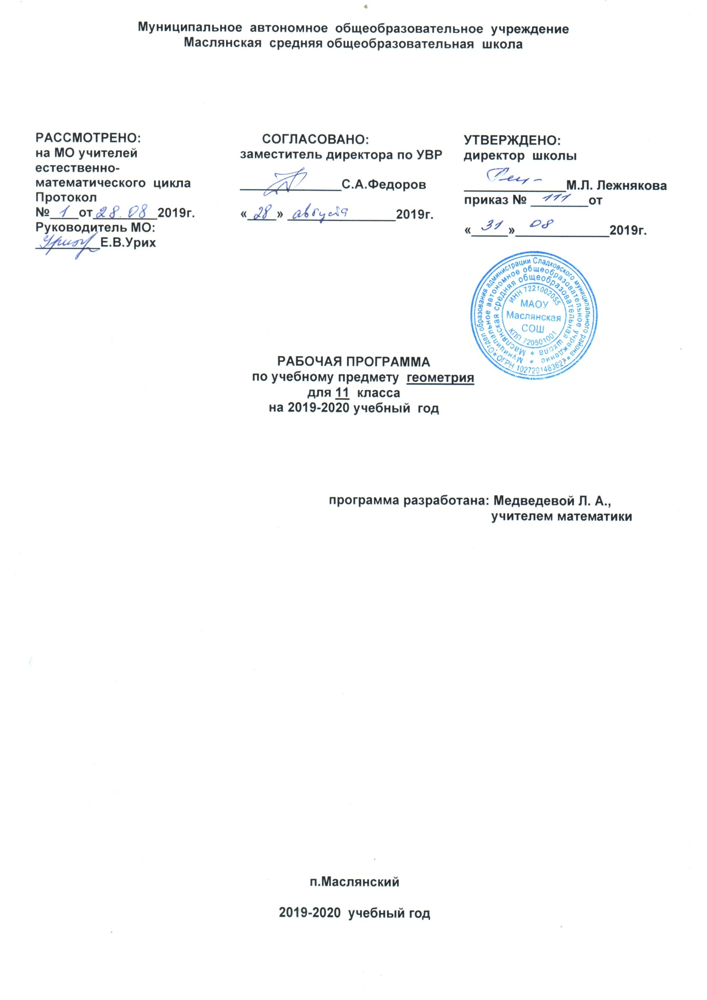 Муниципальное автономное общеобразовательное учреждение
Маслянская средняя общеобразовательная школа
РАССМОТРЕНО:
на МО учителей
естественно-
математического цикла
Протокол
№ 1 от 28.08 2019г.
Руководитель МО:
Е.В.Урих
СОГЛАСОВАНО:
заместитель директора по УВР
С.А.Федоров
« 28 » августа 2019г.
УТВЕРЖДЕНО:
директор школы
М.Л. Лежнякова
приказ № 111 от
« 31 » 08 2019г.
Отдел образования администрации Сладковского муниципального района * ОГРН 1027201483627 *
Муниципальное автономное общеобразовательное учреждение *
Маслянская средняя общеобразовательная школа *
ИНН 7221002055
МАОУ
Маслянская
СОШ
КПП 720501001
РАБОЧАЯ ПРОГРАММА
по учебному предмету геометрия
для 11 класса
на 2019-2020 учебный год
программа разработана: Медведевой Л. А.,
учителем математики
п.Маслянский
2019-2020 учебный год